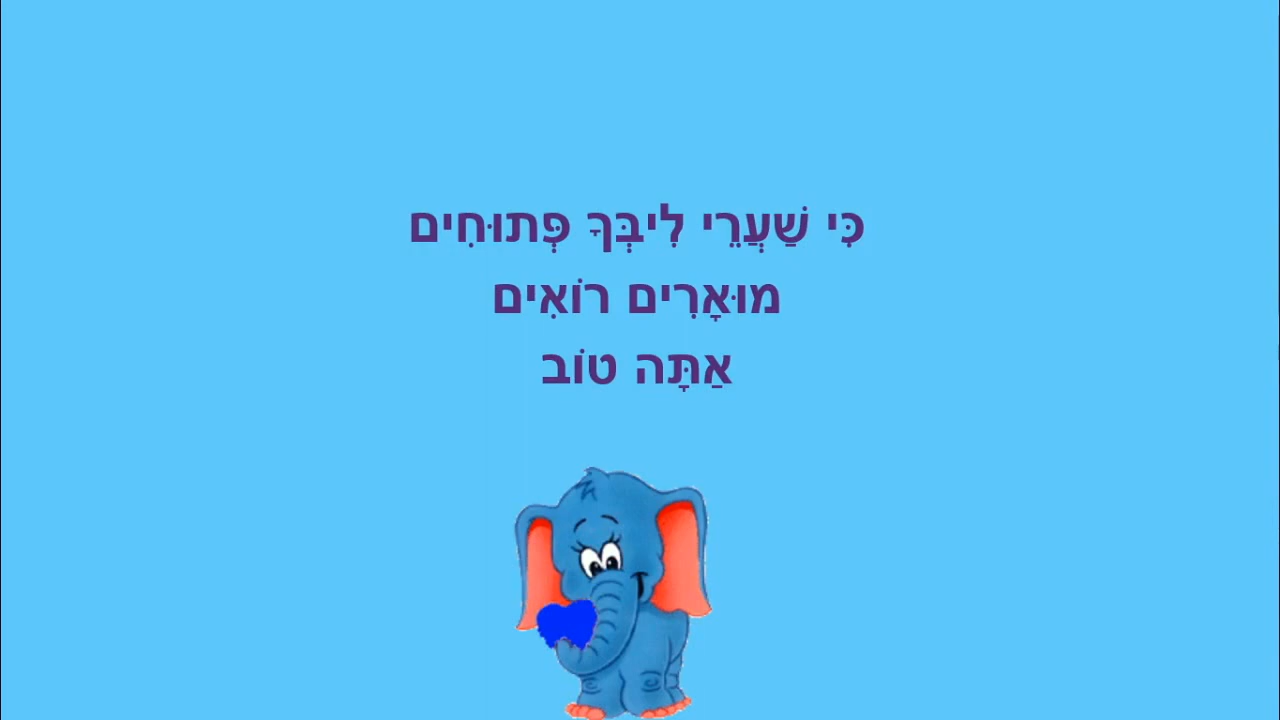 כִּי שַׁעֲרֵי לִיבְּךָ פְּתוּחִים
מוּאָרִים רוֹאִים
אַתָּה טוֹב